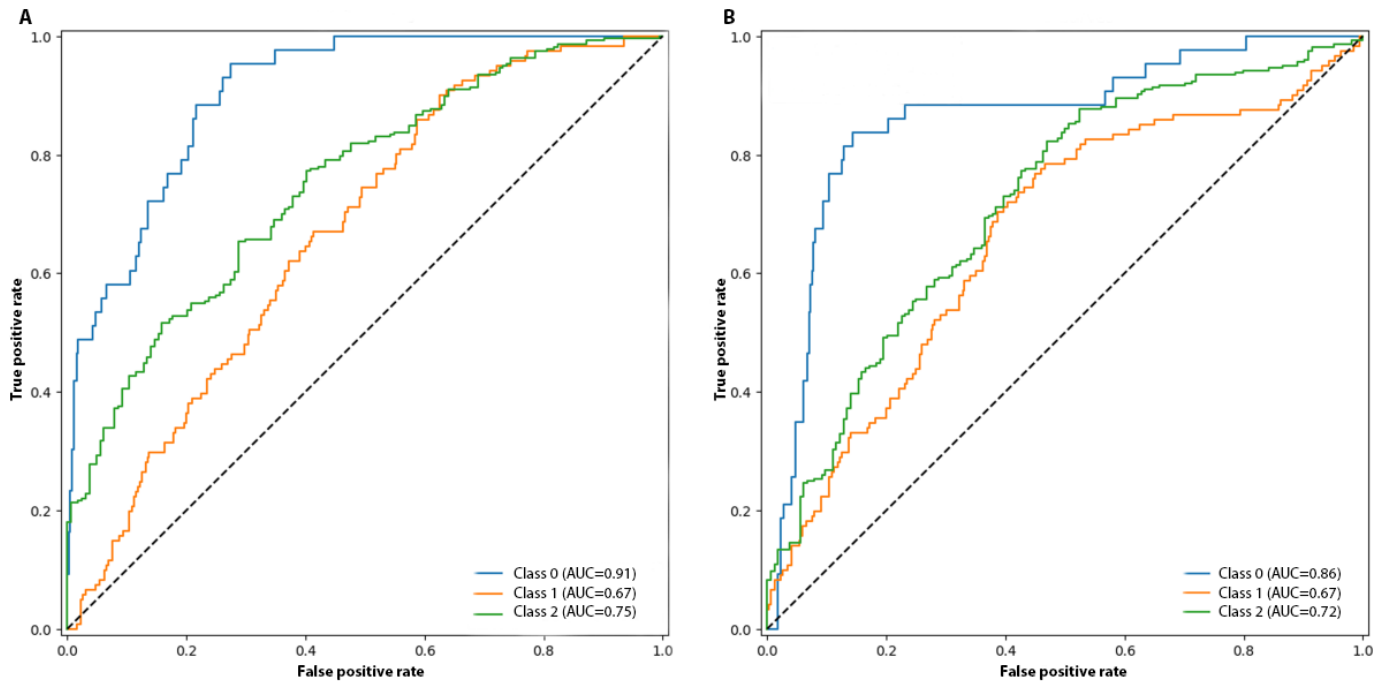 A
1.0
0.8
0.6
0.4
0.2
0.0
True positive rate
Class 0 (AUC=0.91)
Class 1 (AUC=0.67)
Class 2 (AUC=0.75)
0.0 0.2 0.4 0.6 0.8 1.0
False positive rate
B
1.0
0.8
0.6
0.4
0.2
0.0
True positive rate
Class 0 (AUC=0.86)
Class 1 (AUC=0.67)
Class 2 (AUC=0.72)
0.0 0.2 0.4 0.6 0.8 1.0
False positive rate